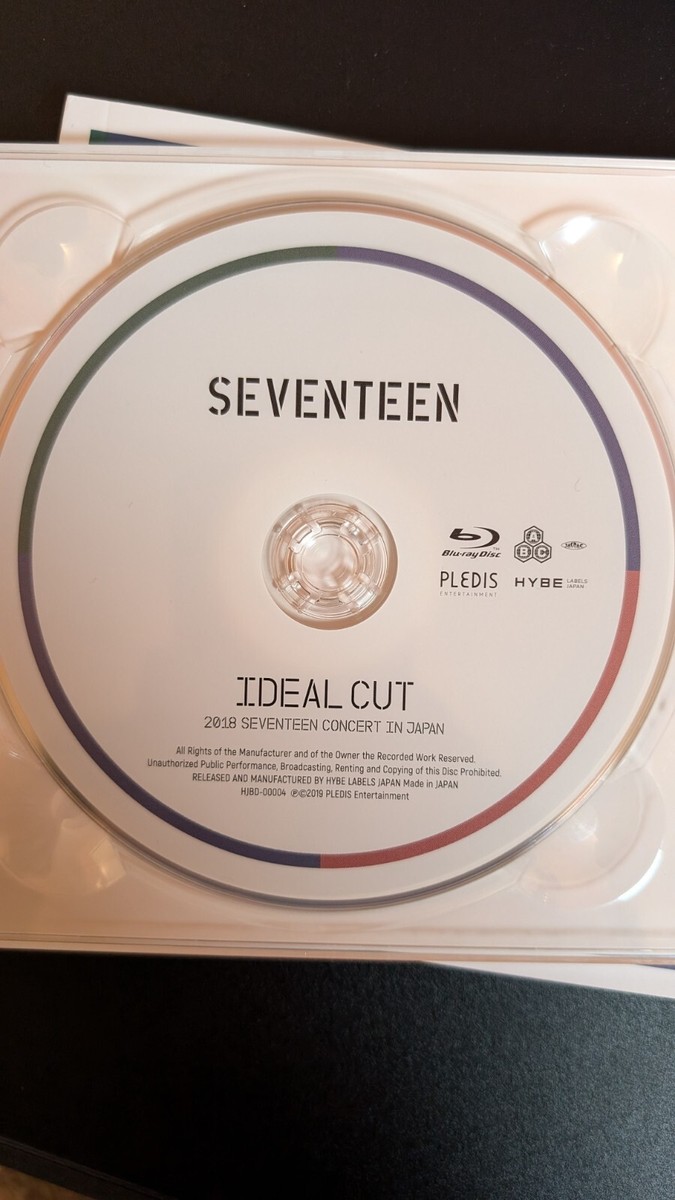 SEVENTEEN
Blu-ray Disc™
A
B C
PLEDIS
ENTERTAINMENT
HYBE LABELS JAPAN
IDEAL CUT
2018 SEVENTEEN CONCERT IN JAPAN
All Rights of the Manufacturer and of the Owner the Recorded Work Reserved.
Unauthorized Public Performance, Broadcasting, Renting and Copying of this Disc Prohibited.
RELEASED AND MANUFACTURED BY HYBE LABELS JAPAN Made in JAPAN
HJBD-00004 ℗©2019 PLEDIS Entertainment